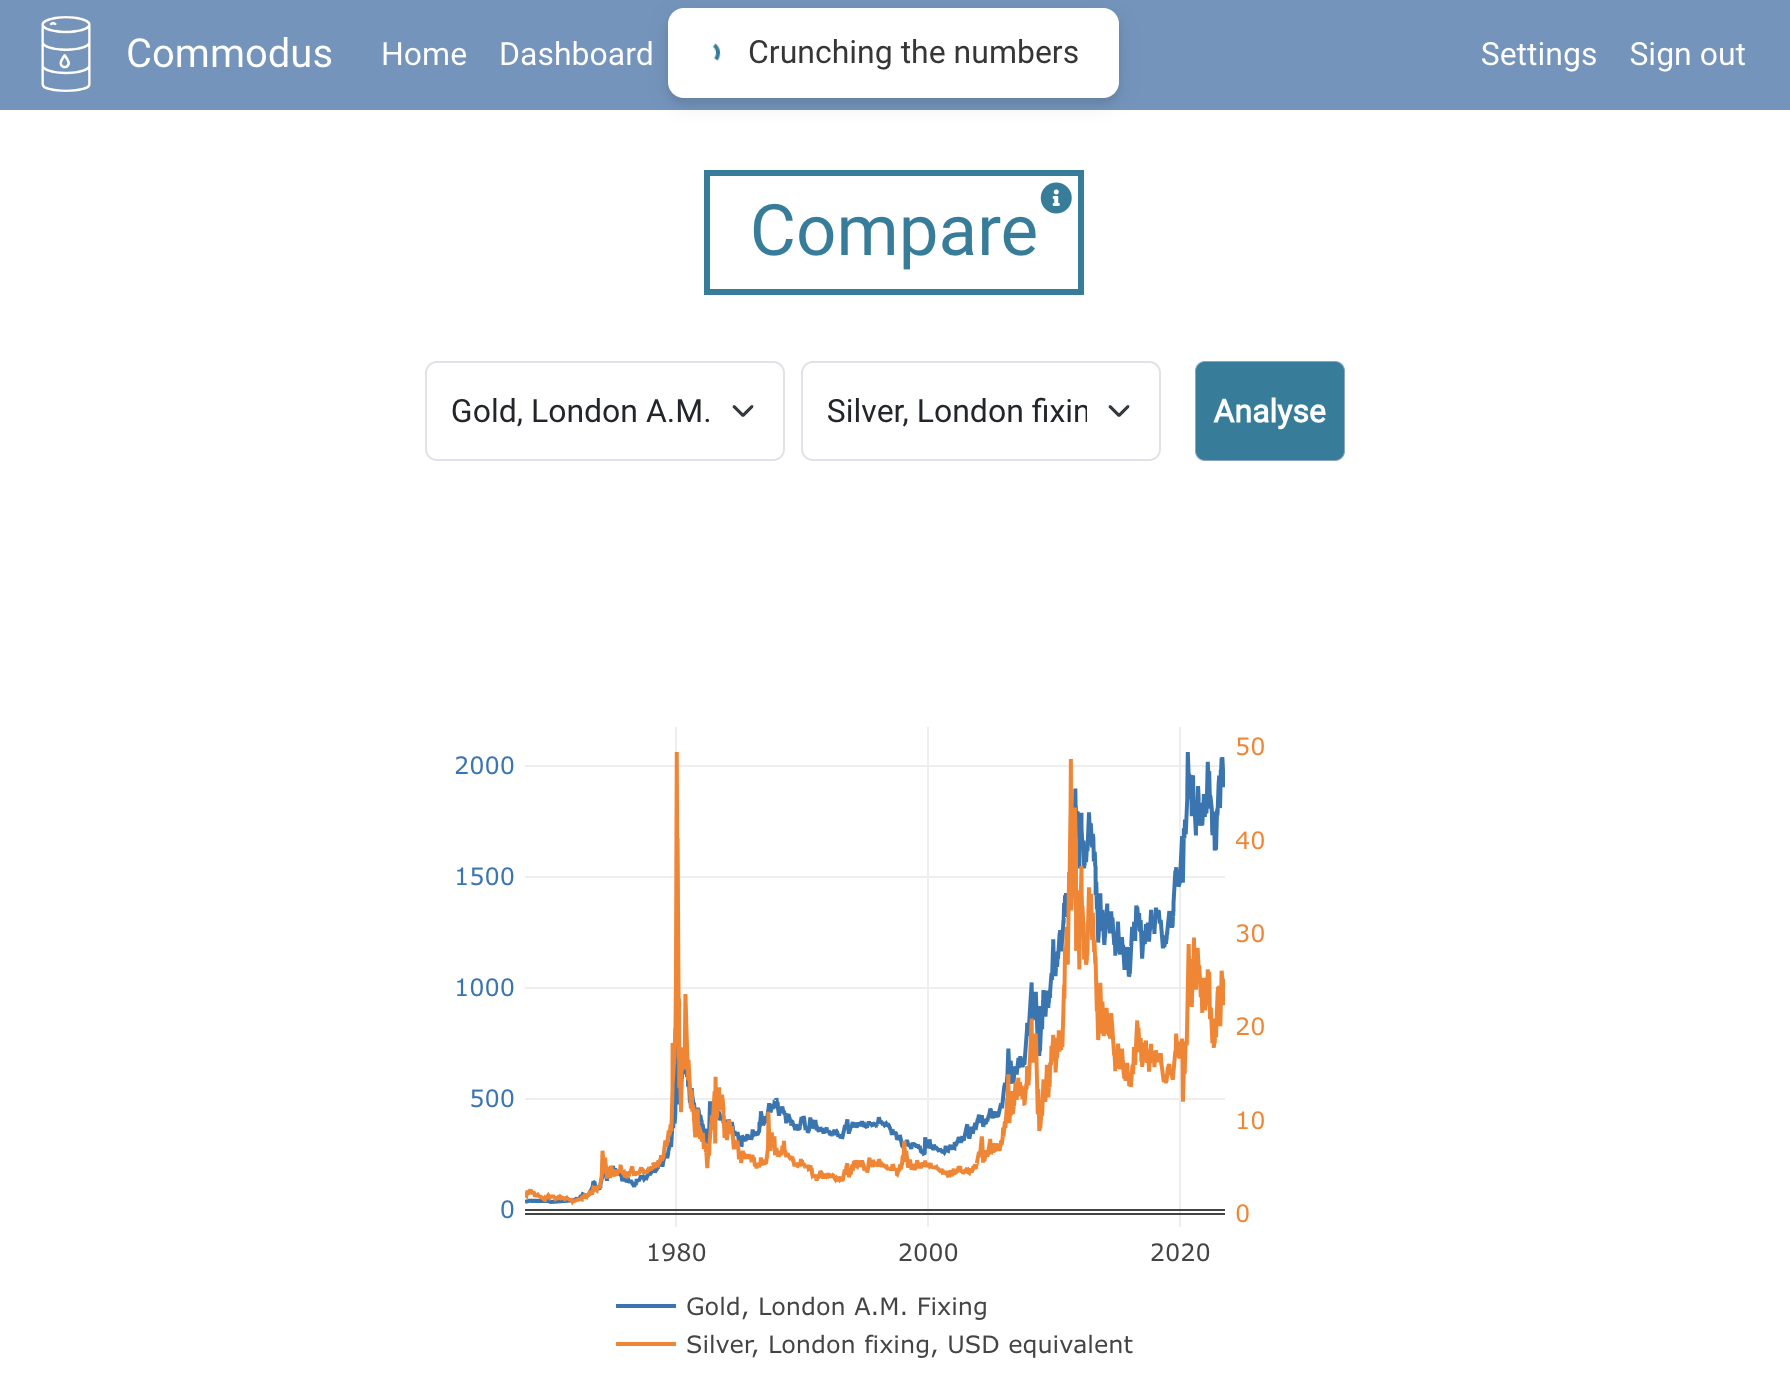 Commodus Home Dashboard Crunching the numbers Settings Sign out
Compare
Gold, London A.M. Silver, London fixin Analyse
2000
1500
1000
500
0
50
40
30
20
10
0
1980 2000 2020
Gold, London A.M. Fixing
Silver, London fixing, USD equivalent